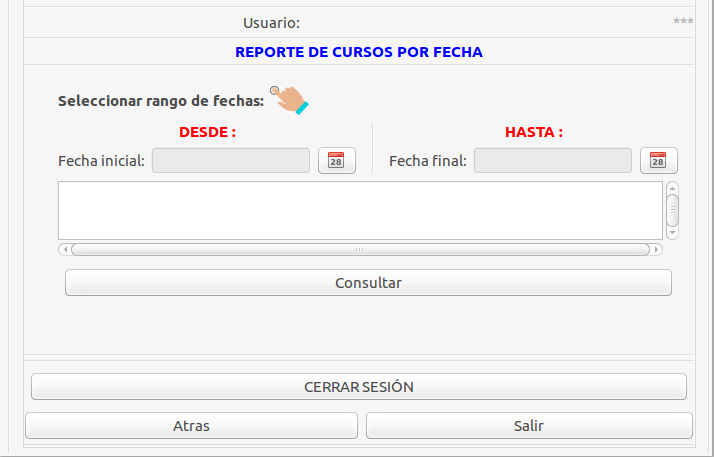 Usuario: ***
REPORTE DE CURSOS POR FECHA
Seleccionar rango de fechas:
DESDE : HASTA :
Fecha inicial: 28 Fecha final: 28
Consultar
CERRAR SESIÓN
Atras Salir